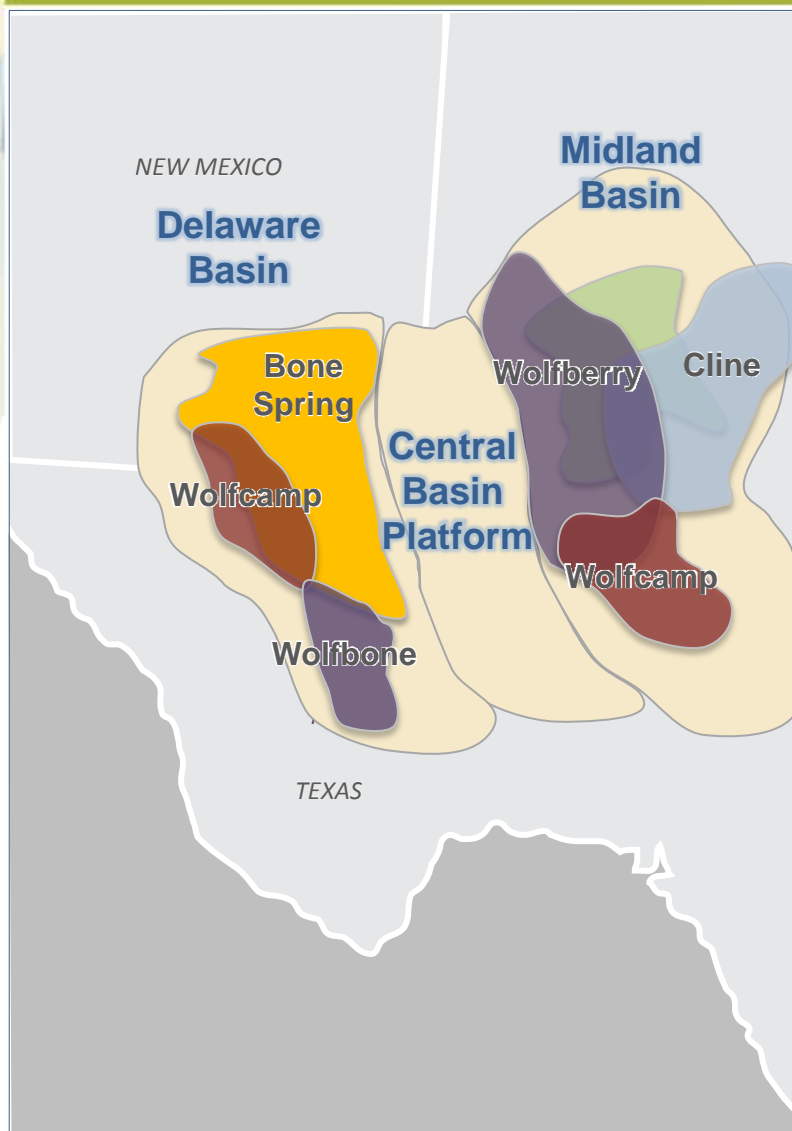 NEW MEXICO
Midland
Basin
Delaware
Basin
Bone
Spring
Wolfberry
Cline
Central
Basin
Platform
Wolfcamp
Wolfcamp
Wolfbone
TEXAS